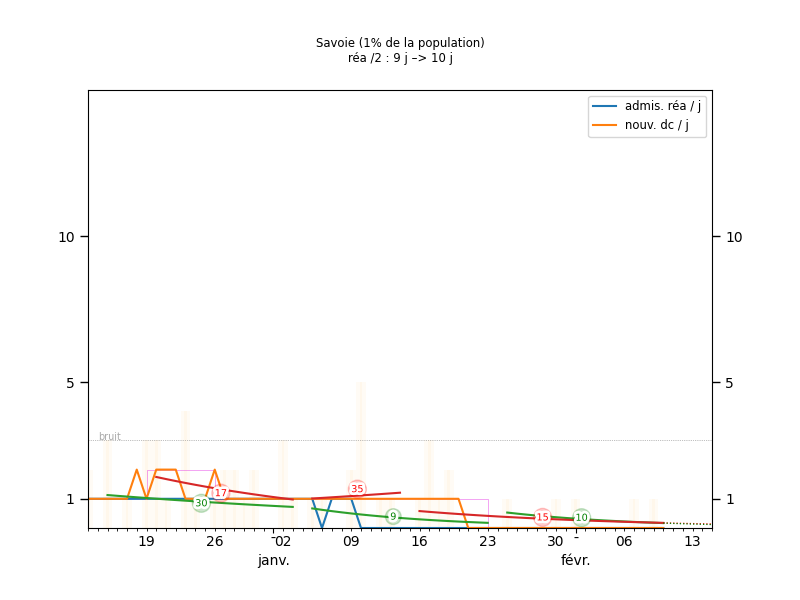 Savoie (1% de la population)
réa /2 : 9 j –> 10 j
admis. réa / j
nouv. dc / j
10 10
5 5
bruit
1 1
17 30 35 9 15 10
19 26 02 09 16 23 30 06 13
janv. févr.